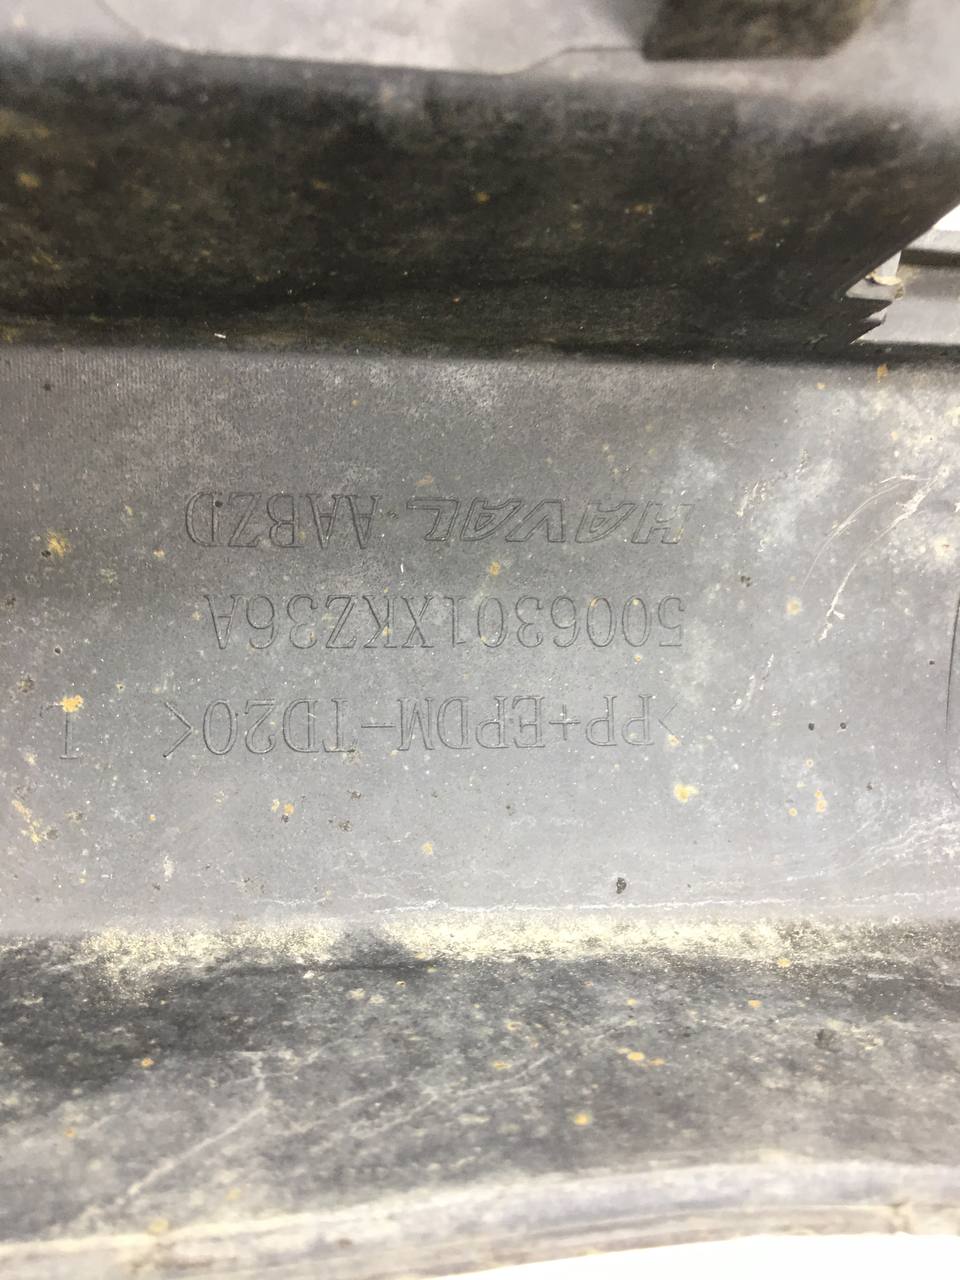 >PP+EPDM-TD20< L
5006301XKZ36A
HAVAL AABZD